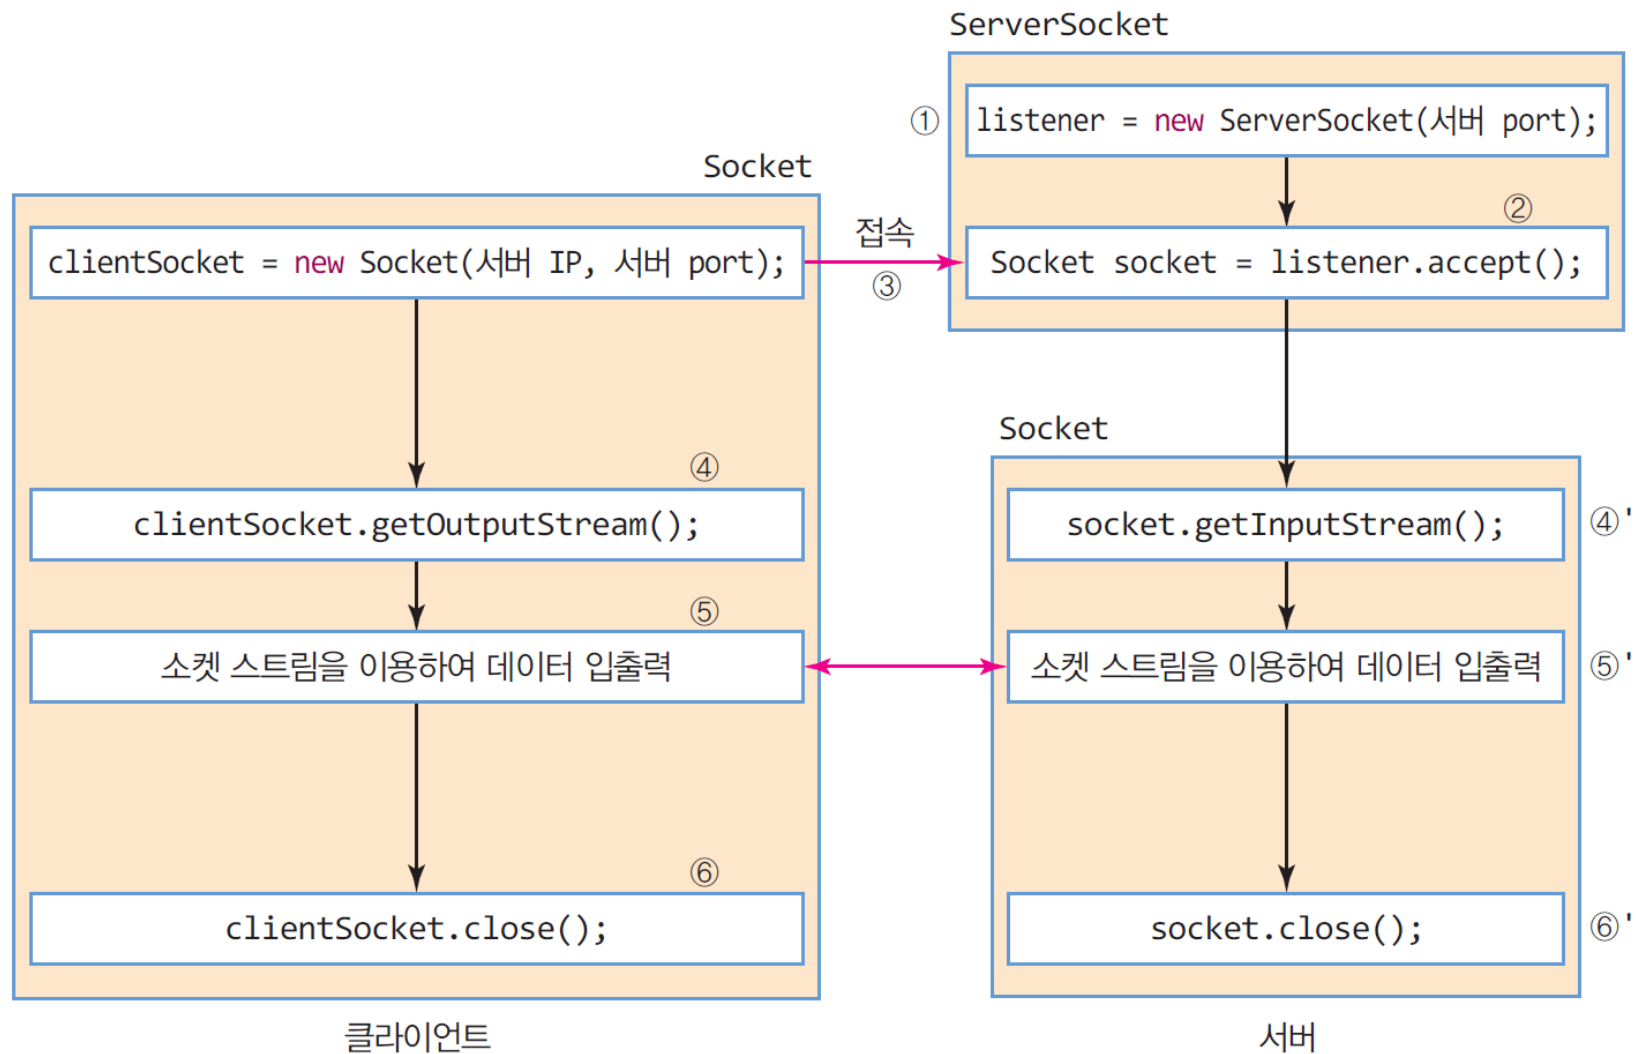 ServerSocket
① listener = new ServerSocket(서버 port);
Socket
②
clientSocket = new Socket(서버 IP, 서버 port);
접속
③
Socket socket = listener.accept();
Socket
④
clientSocket.getOutputStream();
socket.getInputStream(); ④'
⑤
소켓 스트림을 이용하여 데이터 입출력
소켓 스트림을 이용하여 데이터 입출력 ⑤'
⑥
clientSocket.close();
socket.close(); ⑥'
클라이언트
서버